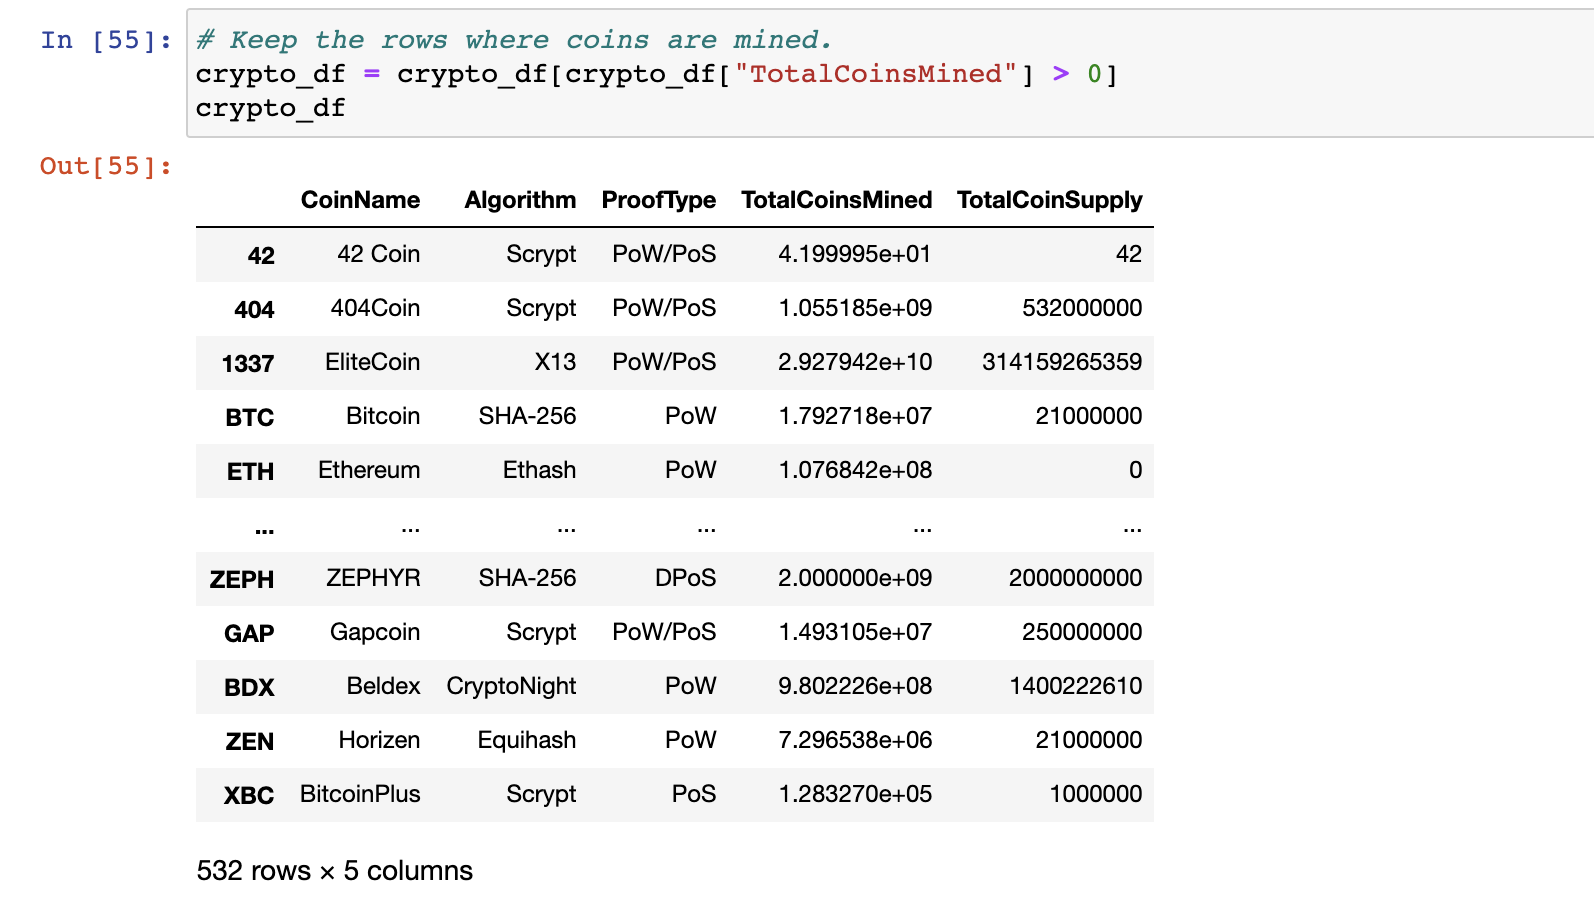 In [55]: # Keep the rows where coins are mined.
crypto_df = crypto_df[crypto_df["TotalCoinsMined"] > 0]
crypto_df
Out[55]:
CoinName Algorithm ProofType TotalCoinsMined TotalCoinSupply
42 42 Coin Scrypt PoW/PoS 4.199995e+01 42
404 404Coin Scrypt PoW/PoS 1.055185e+09 532000000
1337 EliteCoin X13 PoW/PoS 2.927942e+10 314159265359
BTC Bitcoin SHA-256 PoW 1.792718e+07 21000000
ETH Ethereum Ethash PoW 1.076842e+08 0
... ... ... ... ... ...
ZEPH ZEPHYR SHA-256 DPoS 2.000000e+09 2000000000
GAP Gapcoin Scrypt PoW/PoS 1.493105e+07 250000000
BDX Beldex CryptoNight PoW 9.802226e+08 1400222610
ZEN Horizen Equihash PoW 7.296538e+06 21000000
XBC BitcoinPlus Scrypt PoS 1.283270e+05 1000000
532 rows × 5 columns